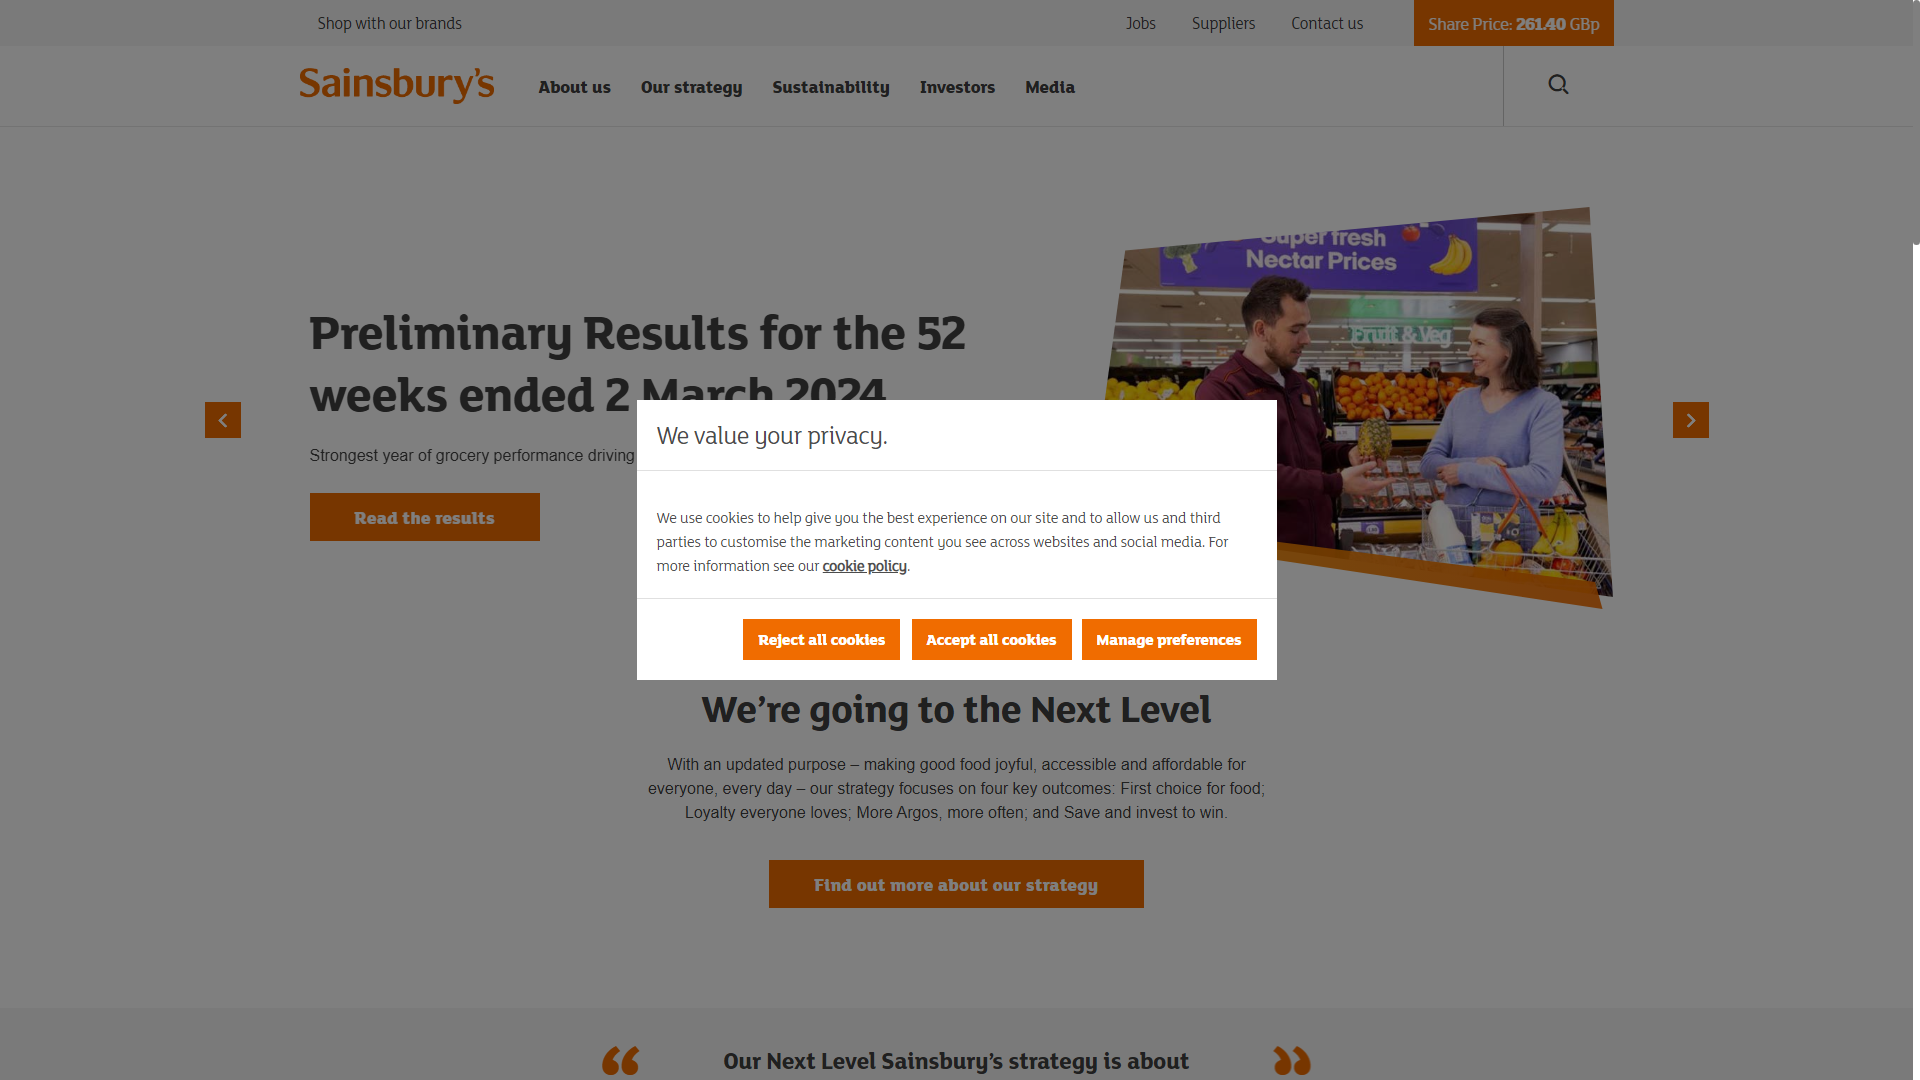 Shop with our brands
Jobs
Suppliers
Contact us
Share Price: 261.40 GBp
Sainsbury's
About us
Our strategy
Sustainability
Investors
Media
Super fresh
Nectar Prices
Fruit & Veg
Preliminary Results for the 52
weeks ended 2 March 2024
Strongest year of grocery performance driving
Read the results
We value your privacy.
We use cookies to help give you the best experience on our site and to allow us and third
parties to customise the marketing content you see across websites and social media. For
more information see our cookie policy.
Reject all cookies
Accept all cookies
Manage preferences
We’re going to the Next Level
With an updated purpose – making good food joyful, accessible and affordable for
everyone, every day – our strategy focuses on four key outcomes: First choice for food;
Loyalty everyone loves; More Argos, more often; and Save and invest to win.
Find out more about our strategy
“ Our Next Level Sainsbury’s strategy is about ”